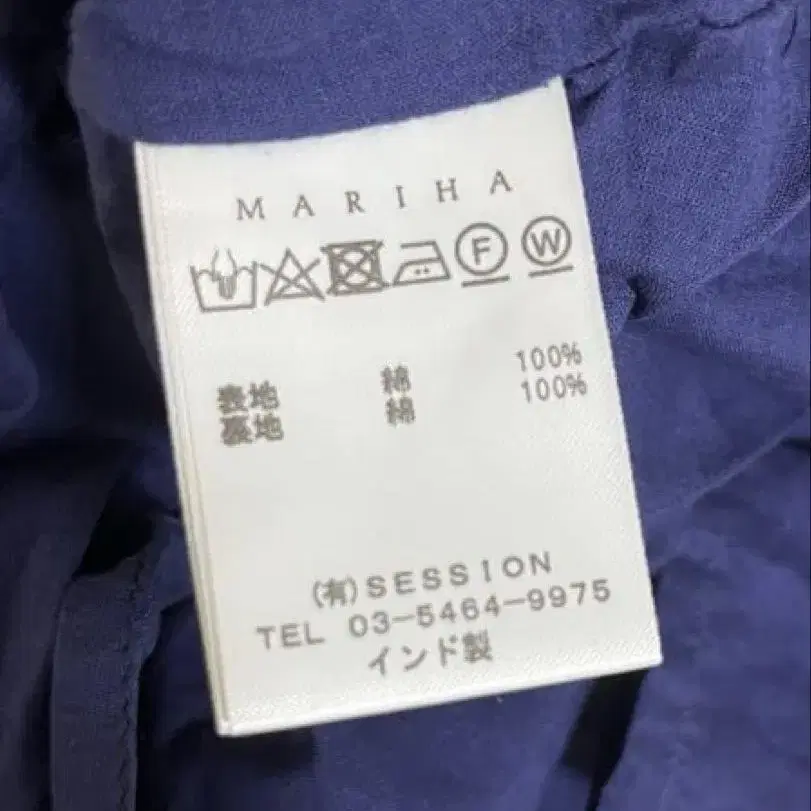 MARIHA
F W
表地 綿 100%
裏地 綿 100%
(有)SESSION
TEL 03-5464-9975
インド製